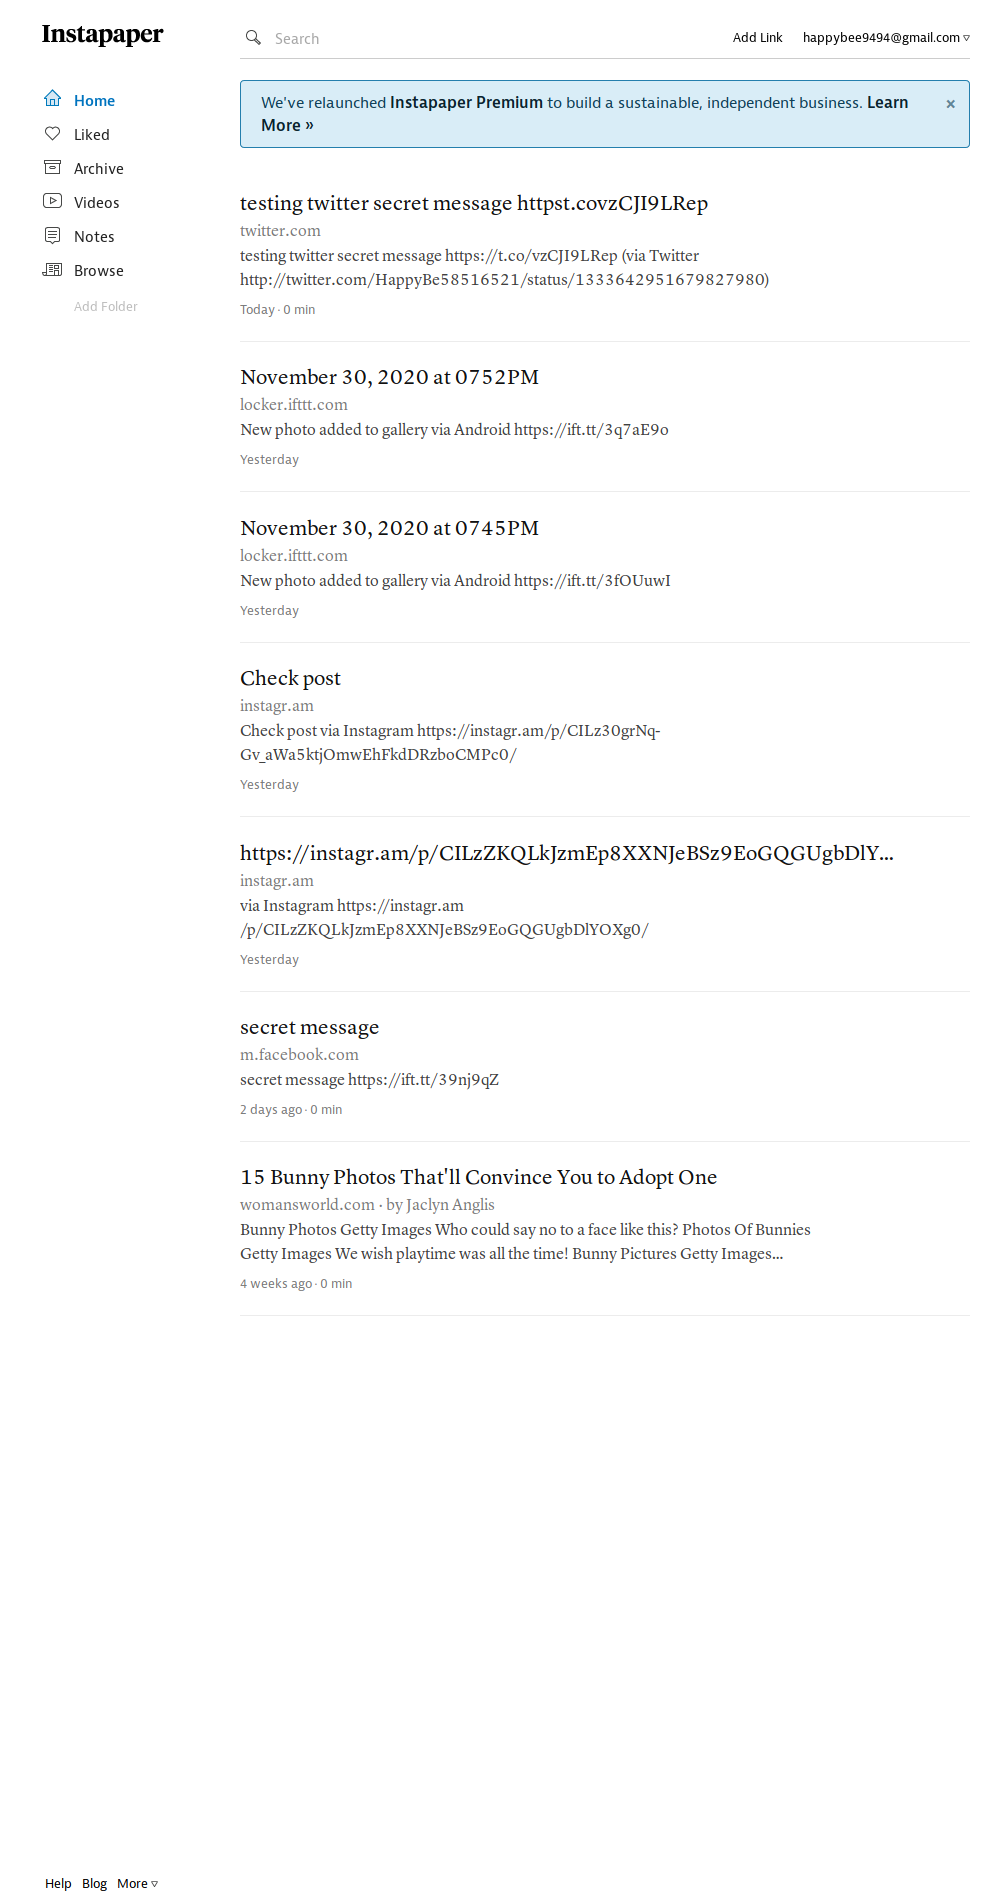 Instapaper
Search
Add Link
happybee9494@gmail.com
Home
Liked
Archive
Videos
Notes
Browse
Add Folder
We've relaunched Instapaper Premium to build a sustainable, independent business. Learn
More »
×
testing twitter secret message httpst.covzCJI9LRep
twitter.com
testing twitter secret message https://t.co/vzCJI9LRep (via Twitter
http://twitter.com/HappyBe58516521/status/1333642951679827980)
Today · 0 min
November 30, 2020 at 0752PM
locker.ifttt.com
New photo added to gallery via Android https://ift.tt/3q7aE9o
Yesterday
November 30, 2020 at 0745PM
locker.ifttt.com
New photo added to gallery via Android https://ift.tt/3fOUuwI
Yesterday
Check post
instagr.am
Check post via Instagram https://instagr.am/p/CILz30grNq-
Gv_aWa5ktjOmwEhFkdDRzboCMPc0/
Yesterday
https://instagr.am/p/CILzZKQLkJzmEp8XXNJeBSz9EoGQGUgbDlY...
instagr.am
via Instagram https://instagr.am
/p/CILzZKQLkJzmEp8XXNJeBSz9EoGQGUgbDlYOXg0/
Yesterday
secret message
m.facebook.com
secret message https://ift.tt/39nj9qZ
2 days ago · 0 min
15 Bunny Photos That'll Convince You to Adopt One
womansworld.com · by Jaclyn Anglis
Bunny Photos Getty Images Who could say no to a face like this? Photos Of Bunnies
Getty Images We wish playtime was all the time! Bunny Pictures Getty Images...
4 weeks ago · 0 min
Help Blog More